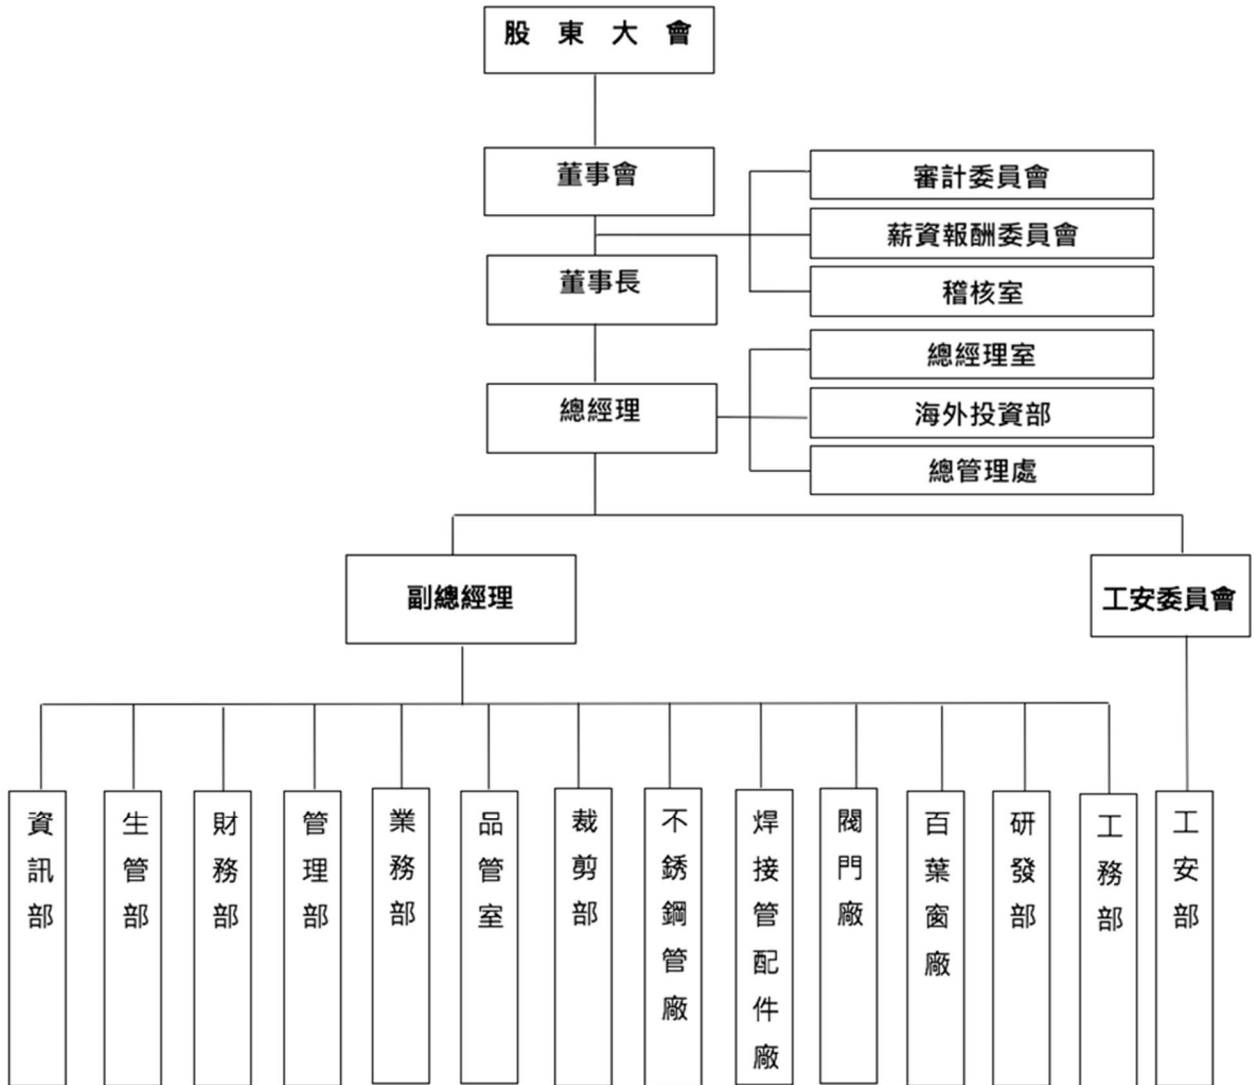 股東大會
董事會
審計委員會
薪資報酬委員會
董事長
稽核室
總經理室
總經理
海外投資部
總管理處
副總經理
工安委員會
資訊部
生管部
財務部
管理部
業務部
品管室
裁剪部
不銹鋼管廠
焊接管配件廠
閥門廠
百葉窗廠
研發部
工務部
工安部